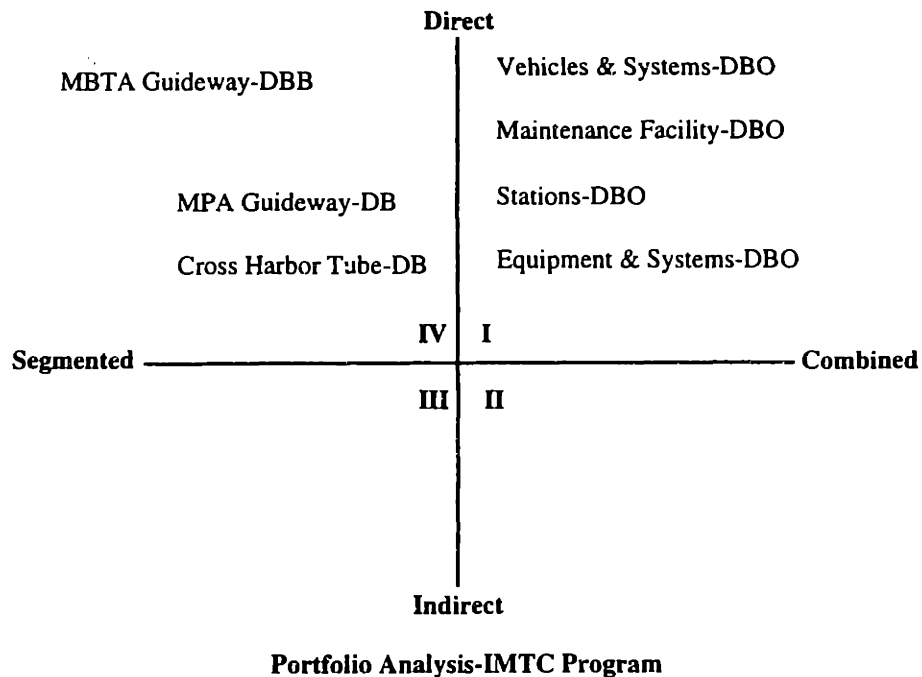 Direct
MBTA Guideway-DBB
Vehicles & Systems-DBO
Maintenance Facility-DBO
MPA Guideway-DB
Stations-DBO
Cross Harbor Tube-DB
Equipment & Systems-DBO
IV I
Segmented
Combined
III II
Indirect
Portfolio Analysis-IMTC Program